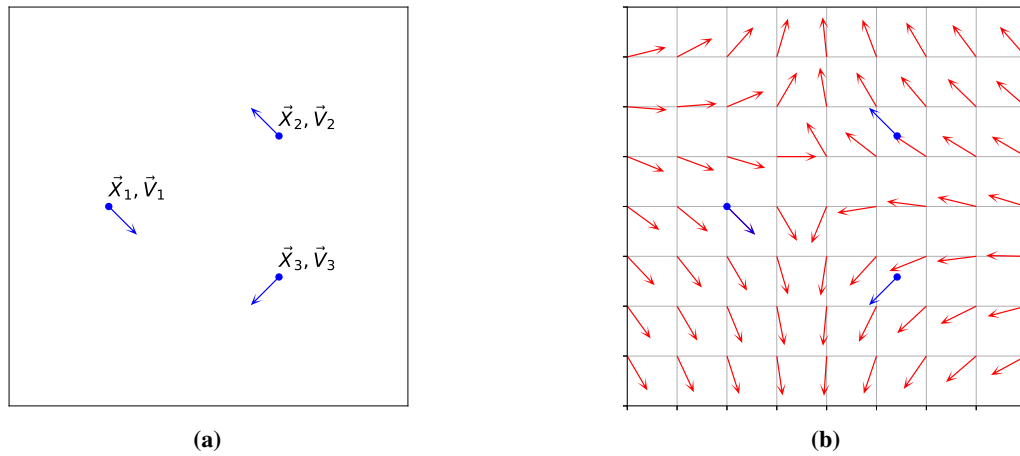 X⃗₂, V⃗₂
X⃗₁, V⃗₁
X⃗₃, V⃗₃
(a)
(b)